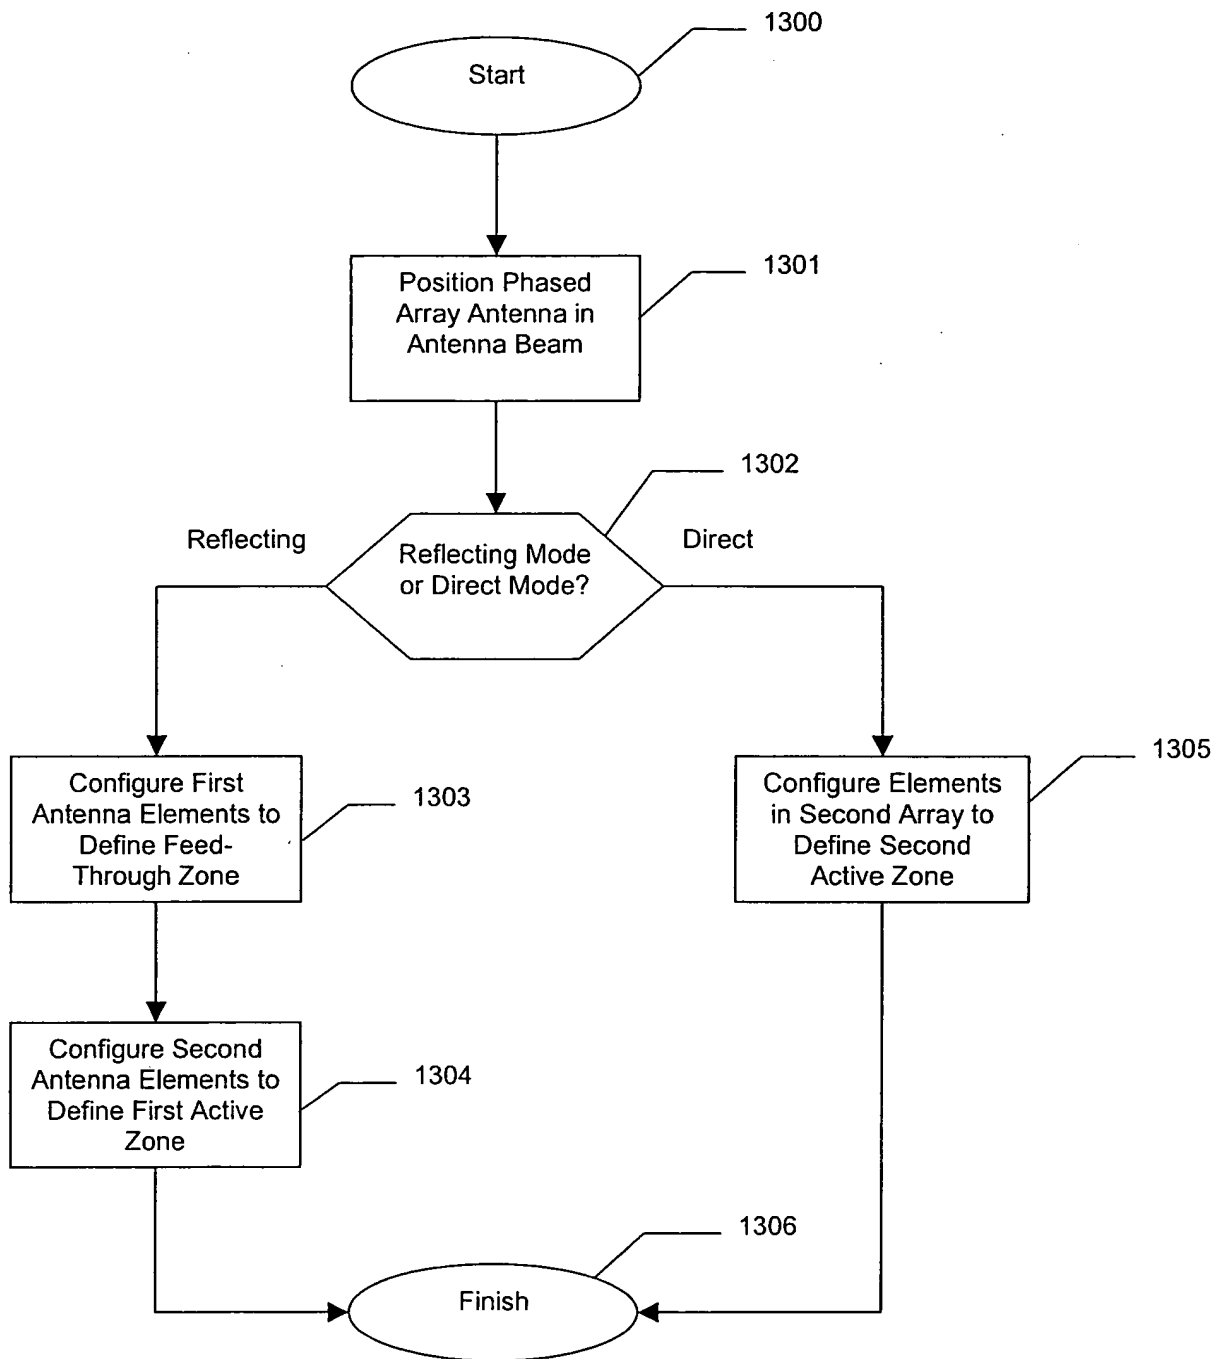 1300
Start
1301
Position Phased
Array Antenna in
Antenna Beam
1302
Reflecting
Direct
Reflecting Mode
or Direct Mode?
1305
Configure First
Antenna Elements to
Define Feed-
Through Zone
1303
Configure Elements
in Second Array to
Define Second
Active Zone
Configure Second
Antenna Elements to
Define First Active
Zone
1304
1306
Finish